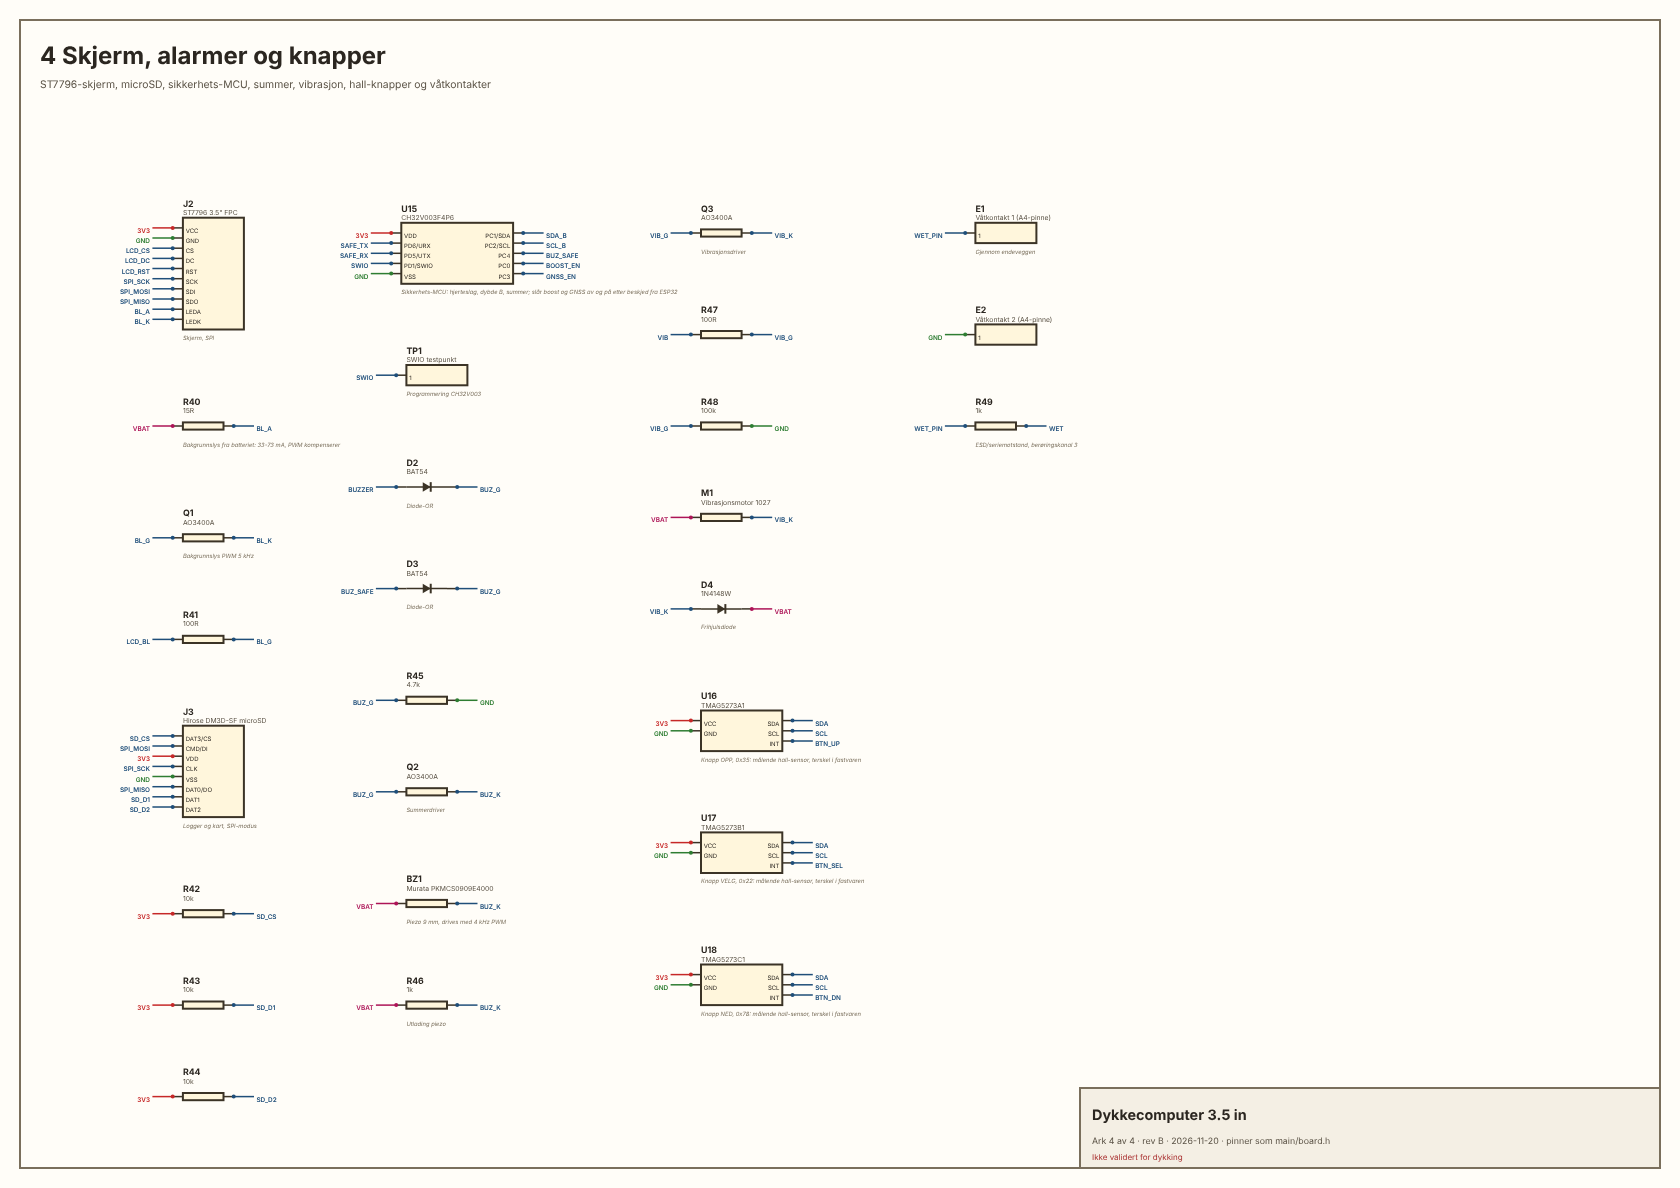 4 Skjerm, alarmer og knapper
ST7796-skjerm, microSD, sikkerhets-MCU, summer, vibrasjon, hall-knapper og våtkontakter
J2
ST7796 3.5" FPC
3V3 VCC
GND GND
LCD_CS CS
LCD_DC DC
LCD_RST RST
SPI_SCK SCK
SPI_MOSI SDI
SPI_MISO SDO
BL_A LEDA
BL_K LEDK
Skjerm, SPI
R40
15R
VBAT BL_A
Bakgrunnslys fra batteriet: 33-73 mA, PWM kompenserer
Q1
AO3400A
BL_G BL_K
Bakgrunnslys PWM 5 kHz
R41
100R
LCD_BL BL_G
J3
Hirose DM3D-SF microSD
SD_CS DAT3/CS
SPI_MOSI CMD/DI
3V3 VDD
SPI_SCK CLK
GND VSS
SPI_MISO DAT0/DO
SD_D1 DAT1
SD_D2 DAT2
Logger og kart, SPI-modus
R42
10k
3V3 SD_CS
R43
10k
3V3 SD_D1
R44
10k
3V3 SD_D2
U15
CH32V003F4P6
3V3 VDD PC1/SDA SDA_B
SAFE_TX PD6/URX PC2/SCL SCL_B
SAFE_RX PD5/UTX PC4 BUZ_SAFE
SWIO PD1/SWIO PC0 BOOST_EN
GND VSS PC3 GNSS_EN
Sikkerhets-MCU: hjerteslag, dybde B, summer; slår boost og GNSS av og på etter beskjed fra ESP32
TP1
SWIO testpunkt
SWIO 1
Programmering CH32V003
D2
BAT54
BUZZER BUZ_G
Diode-OR
D3
BAT54
BUZ_SAFE BUZ_G
Diode-OR
R45
4.7k
BUZ_G GND
Q2
AO3400A
BUZ_G BUZ_K
Summerdriver
BZ1
Murata PKMCS0909E4000
VBAT BUZ_K
Piezo 9 mm, drives med 4 kHz PWM
R46
1k
VBAT BUZ_K
Utlading piezo
Q3
AO3400A
VIB_G VIB_K
Vibrasjonsdriver
R47
100R
VIB VIB_G
R48
100k
VIB_G GND
M1
Vibrasjonsmotor 1027
VBAT VIB_K
D4
1N4148W
VIB_K VBAT
Frihjulsdiode
U16
TMAG5273A1
3V3 VCC SDA SDA
GND GND SCL SCL
INT BTN_UP
Knapp OPP, 0x35: målende hall-sensor, terskel i fastvaren
U17
TMAG5273B1
3V3 VCC SDA SDA
GND GND SCL SCL
INT BTN_SEL
Knapp VELG, 0x22: målende hall-sensor, terskel i fastvaren
U18
TMAG5273C1
3V3 VCC SDA SDA
GND GND SCL SCL
INT BTN_DN
Knapp NED, 0x78: målende hall-sensor, terskel i fastvaren
E1
Våtkontakt 1 (A4-pinne)
WET_PIN 1
Gjennom endeveggen
E2
Våtkontakt 2 (A4-pinne)
GND 1
R49
1k
WET_PIN WET
ESD/seriemotstand, berøringskanal 3
Dykkecomputer 3.5 in
Ark 4 av 4 · rev B · 2026-11-20 · pinner som main/board.h
Ikke validert for dykking